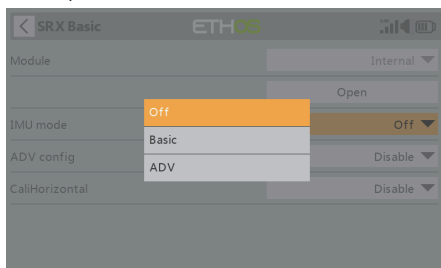 SRX Basic
ETHOS
Module
Internal
Open
Off
IMU mode
Off
Basic
ADV config
Disable
ADV
CaliHorizontal
Disable